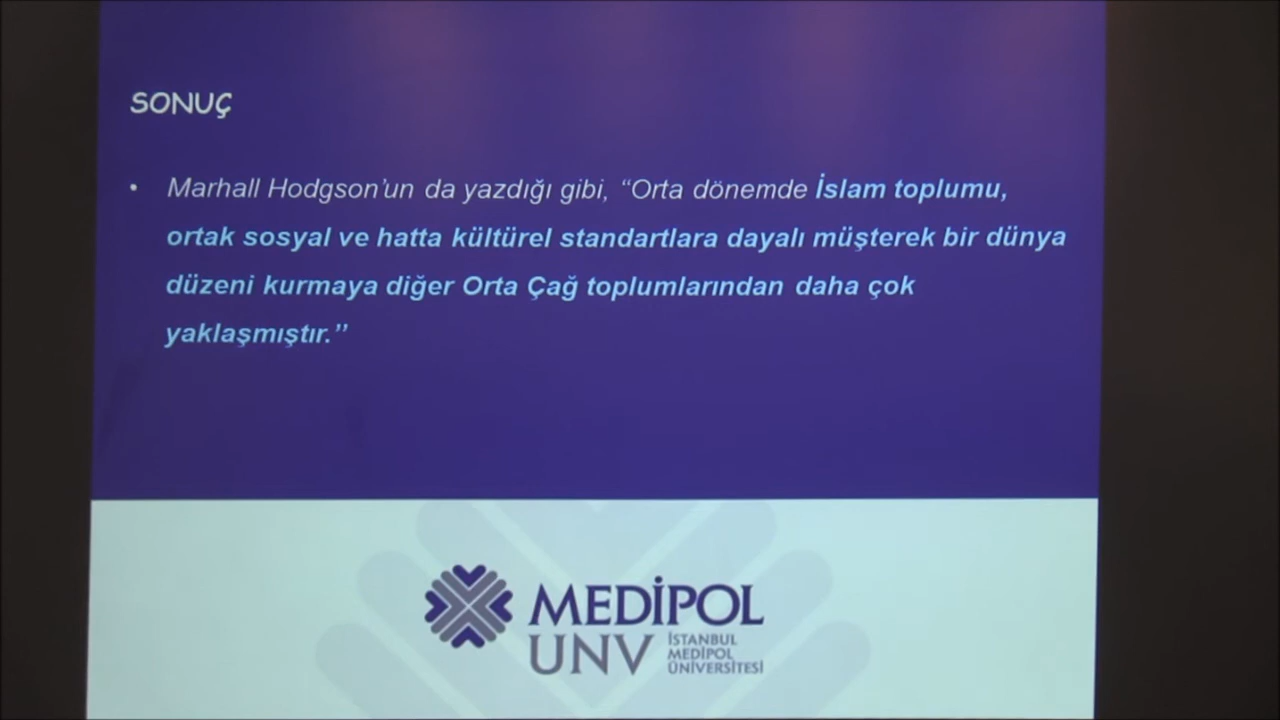 SONUÇ
• Marhall Hodgson’un da yazdığı gibi, “Orta dönemde İslam toplumu,
ortak sosyal ve hatta kültürel standartlara dayalı müşterek bir dünya
düzeni kurmaya diğer Orta Çağ toplumlarından daha çok
yaklaşmıştır.”
MEDİPOL
UNV
İSTANBUL
MEDİPOL
ÜNİVERSİTESİ